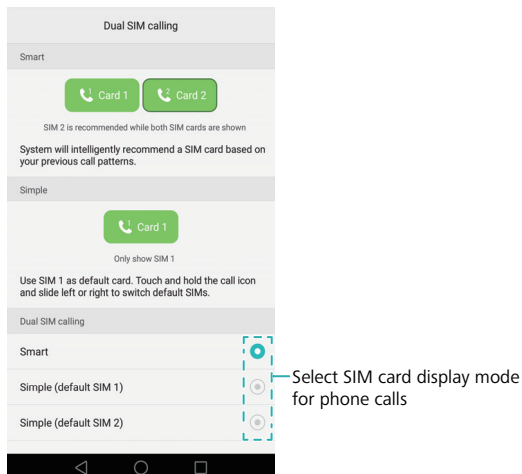 Dual SIM calling
Smart
1 Card 1
2 Card 2
SIM 2 is recommended while both SIM cards are shown
System will intelligently recommend a SIM card based on
your previous call patterns.
Simple
1 Card 1
Only show SIM 1
Use SIM 1 as default card. Touch and hold the call icon
and slide left or right to switch default SIMs.
Dual SIM calling
Smart
Simple (default SIM 1)
Simple (default SIM 2)
Select SIM card display mode
for phone calls